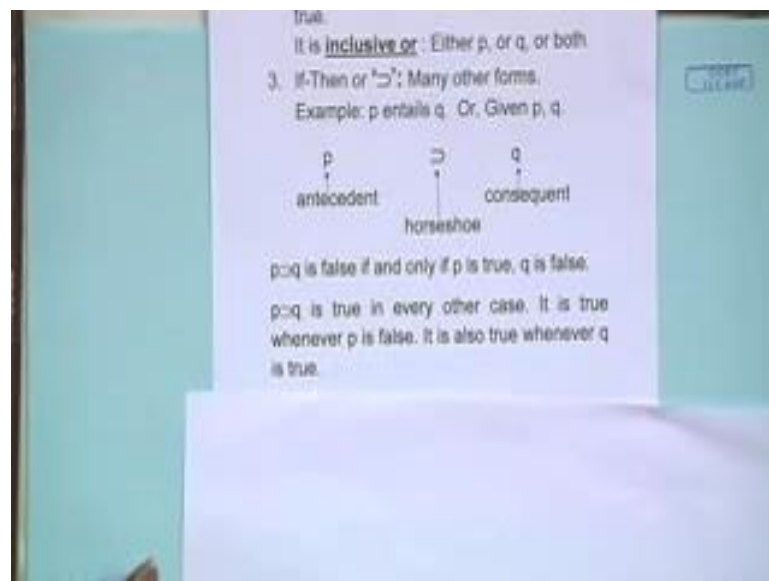 true.
It is inclusive or : Either p, or q, or both
3. If-Then or "⊃": Many other forms.
Example: p entails q Or, Given p, q
p ⊃ q
antecedent consequent
horseshoe
p⊃q is false if and only if p is true, q is false.
p⊃q is true in every other case. It is true
whenever p is false. It is also true whenever q
is true.